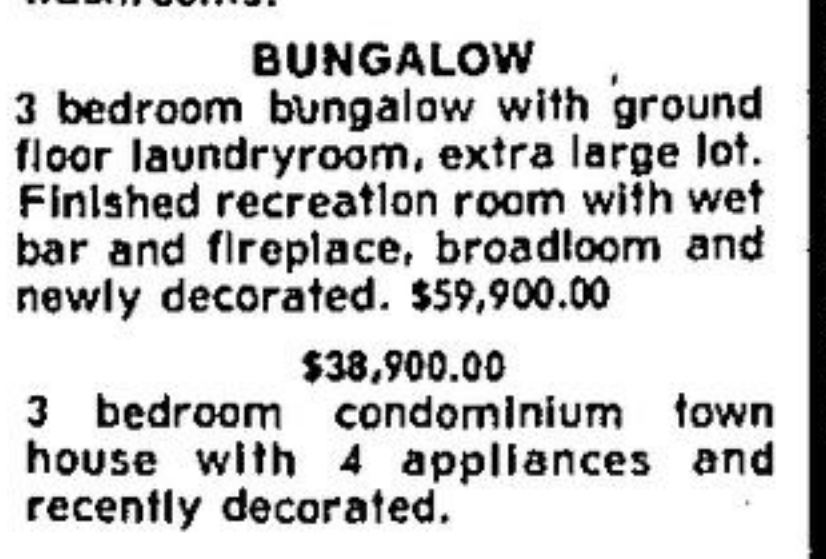 BUNGALOW
3 bedroom bungalow with ground
floor laundryroom, extra large lot.
Finished recreation room with wet
bar and fireplace, broadloom and
newly decorated. $59,900.00
$38,900.00
3 bedroom condominium town
house with 4 appliances and
recently decorated.